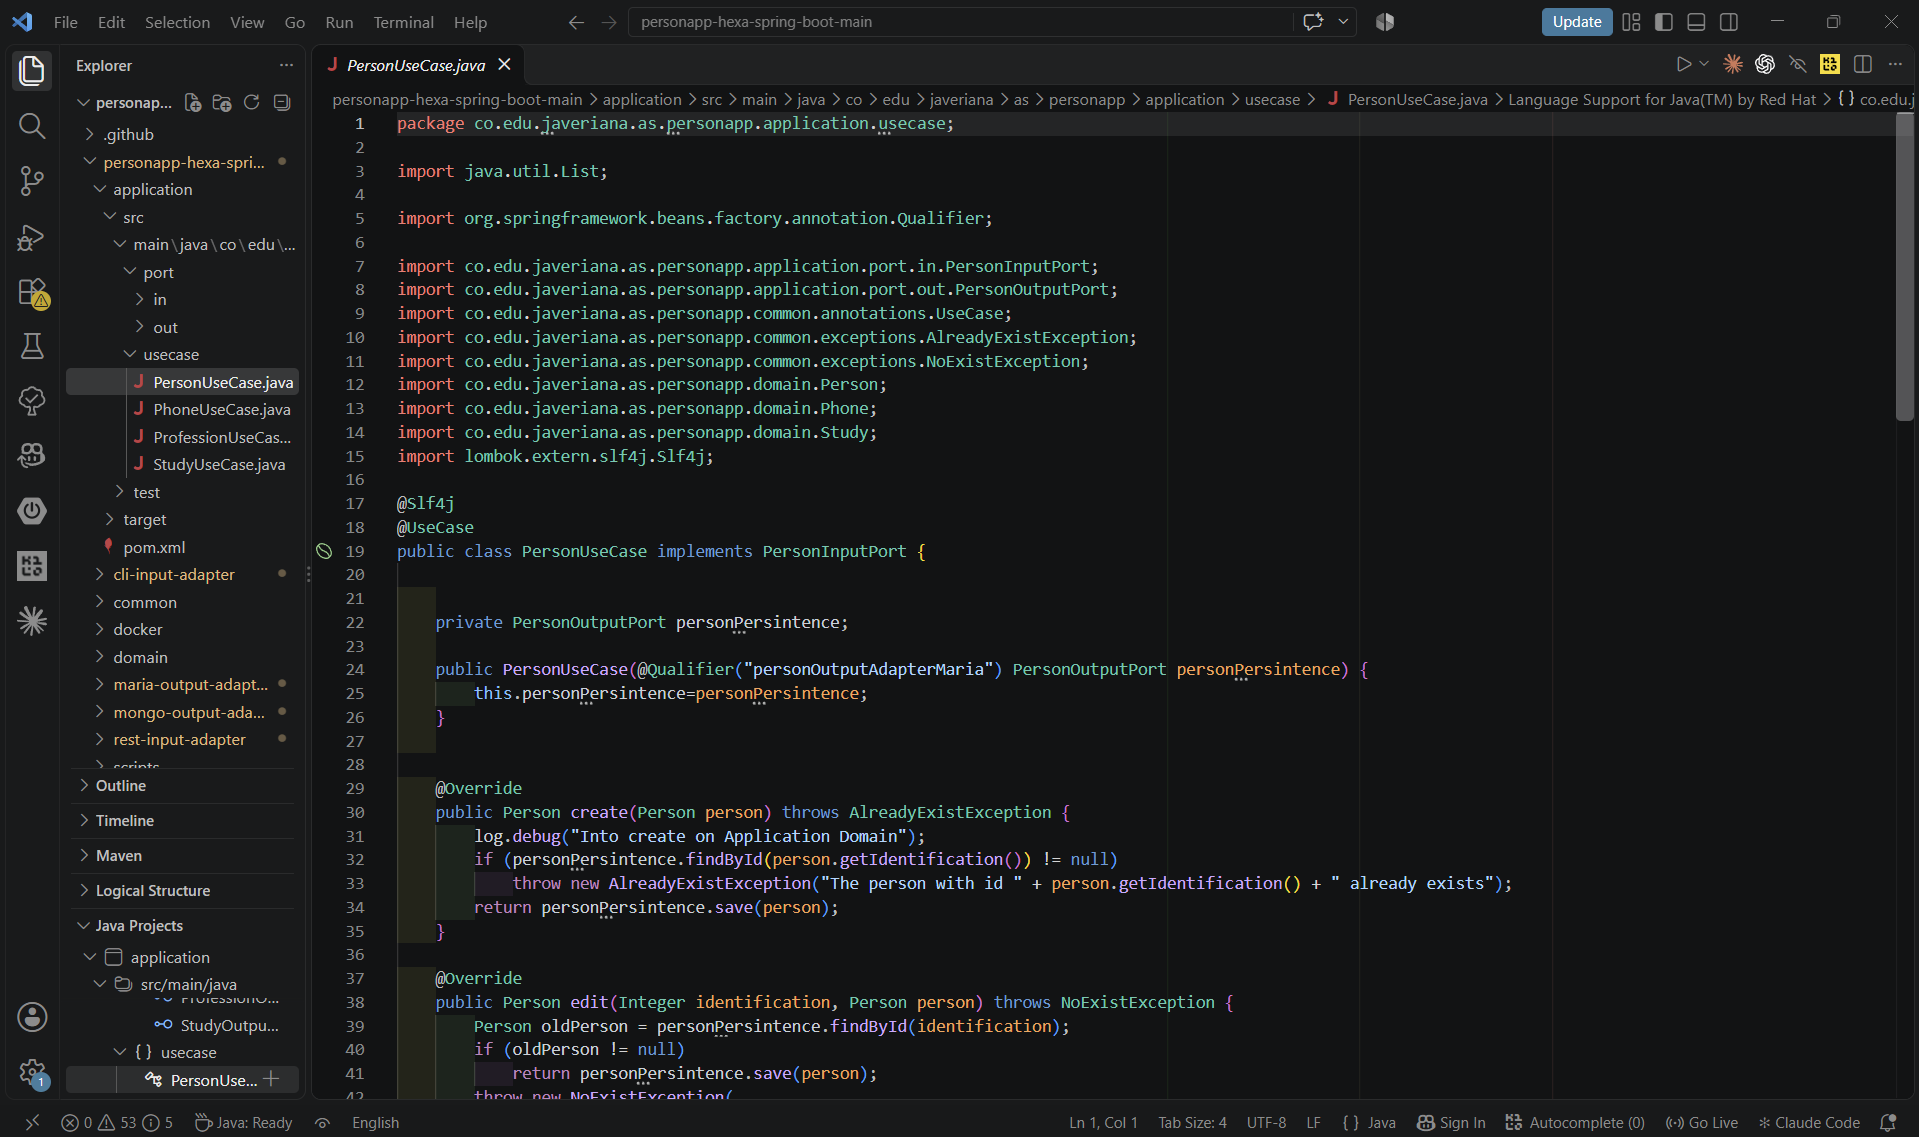 File Edit Selection View Go Run Terminal Help
personapp-hexa-spring-boot-main
Update
Explorer
personap...
.github
personapp-hexa-spri...
application
src
main\java\co\edu\...
port
in
out
usecase
PersonUseCase.java
PhoneUseCase.java
ProfessionUseCas...
StudyUseCase.java
test
target
pom.xml
cli-input-adapter
common
docker
domain
maria-output-adapt...
mongo-output-ada...
rest-input-adapter
scripts
Outline
Timeline
Maven
Logical Structure
Java Projects
application
src/main/java
ProfessionO...
StudyOutpu...
{} usecase
PersonUse...
1
PersonUseCase.java
personapp-hexa-spring-boot-main > application > src > main > java > co > edu > javeriana > as > personapp > application > usecase > PersonUseCase.java > Language Support for Java(TM) by Red Hat > {} co.edu.j
1 package co.edu.javeriana.as.personapp.application.usecase;
2
3 import java.util.List;
4
5 import org.springframework.beans.factory.annotation.Qualifier;
6
7 import co.edu.javeriana.as.personapp.application.port.in.PersonInputPort;
8 import co.edu.javeriana.as.personapp.application.port.out.PersonOutputPort;
9 import co.edu.javeriana.as.personapp.common.annotations.UseCase;
10 import co.edu.javeriana.as.personapp.common.exceptions.AlreadyExistException;
11 import co.edu.javeriana.as.personapp.common.exceptions.NoExistException;
12 import co.edu.javeriana.as.personapp.domain.Person;
13 import co.edu.javeriana.as.personapp.domain.Phone;
14 import co.edu.javeriana.as.personapp.domain.Study;
15 import lombok.extern.slf4j.Slf4j;
16
17 @Slf4j
18 @UseCase
19 public class PersonUseCase implements PersonInputPort {
20
21
22 private PersonOutputPort personPersintence;
23
24 public PersonUseCase(@Qualifier("personOutputAdapterMaria") PersonOutputPort personPersintence) {
25 this.personPersintence=personPersintence;
26 }
27
28
29 @Override
30 public Person create(Person person) throws AlreadyExistException {
31 log.debug("Into create on Application Domain");
32 if (personPersintence.findById(person.getIdentification()) != null)
33 throw new AlreadyExistException("The person with id " + person.getIdentification() + " already exists");
34 return personPersintence.save(person);
35 }
36
37 @Override
38 public Person edit(Integer identification, Person person) throws NoExistException {
39 Person oldPerson = personPersintence.findById(identification);
40 if (oldPerson != null)
41 return personPersintence.save(person);
42 throw new NoExistException(
0 53 5 Java: Ready English Ln 1, Col 1 Tab Size: 4 UTF-8 LF {} Java Sign In Autocomplete (0) Go Live Claude Code